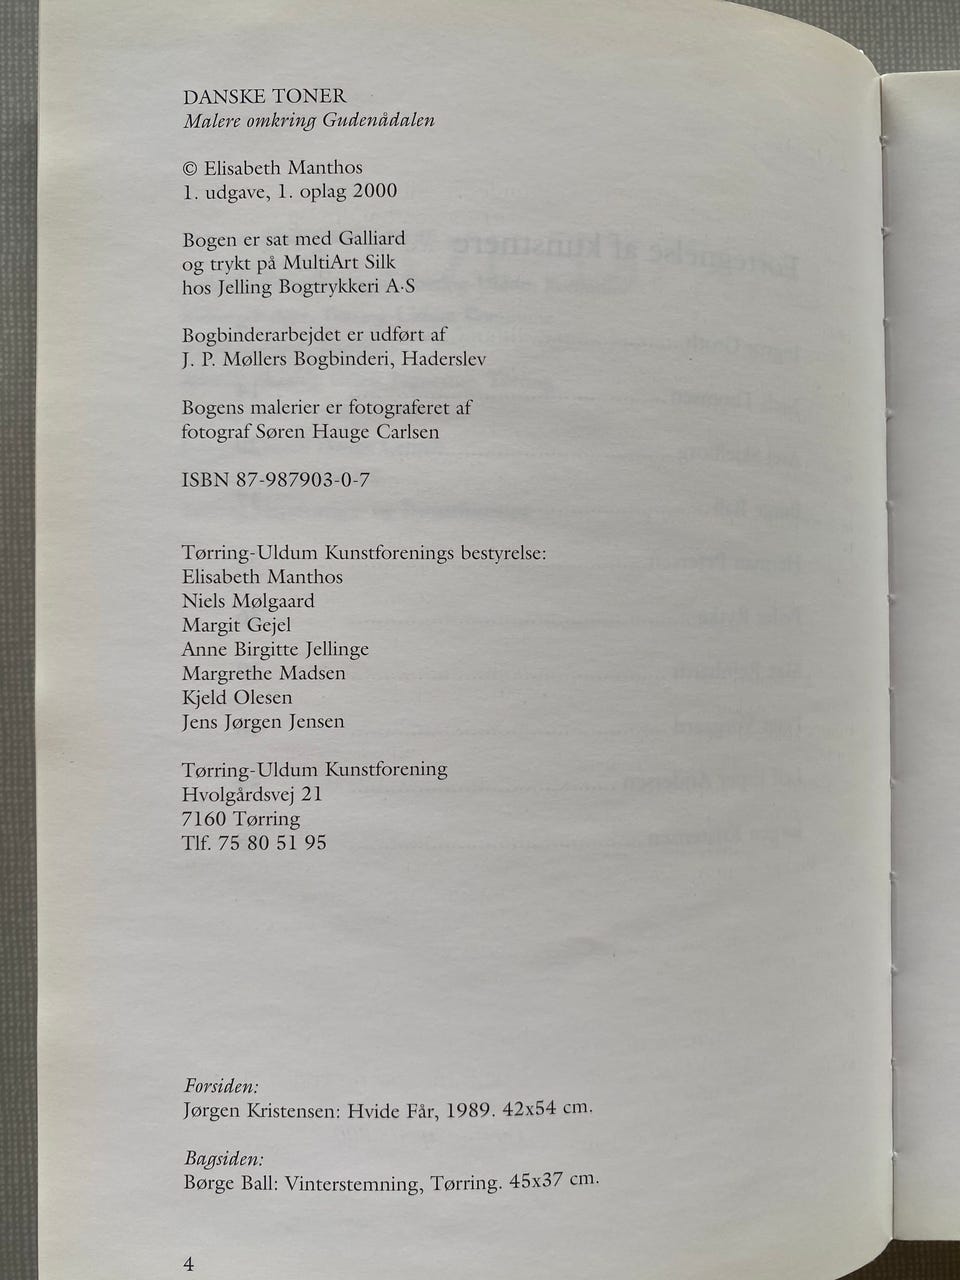 DANSKE TONER
Malere omkring Gudenådalen
© Elisabeth Manthos
1. udgave, 1. oplag 2000
Bogen er sat med Galliard
og trykt på MultiArt Silk
hos Jelling Bogtrykkeri A·S
Bogbinderarbejdet er udført af
J. P. Møllers Bogbinderi, Haderslev
Bogens malerier er fotograferet af
fotograf Søren Hauge Carlsen
ISBN 87-987903-0-7
Tørring-Uldum Kunstforenings bestyrelse:
Elisabeth Manthos
Niels Mølgaard
Margit Gejel
Anne Birgitte Jellinge
Margrethe Madsen
Kjeld Olesen
Jens Jørgen Jensen
Tørring-Uldum Kunstforening
Hvolgårdsvej 21
7160 Tørring
Tlf. 75 80 51 95
Forsiden:
Jørgen Kristensen: Hvide Får, 1989. 42x54 cm.
Bagsiden:
Børge Ball: Vinterstemning, Tørring. 45x37 cm.
4